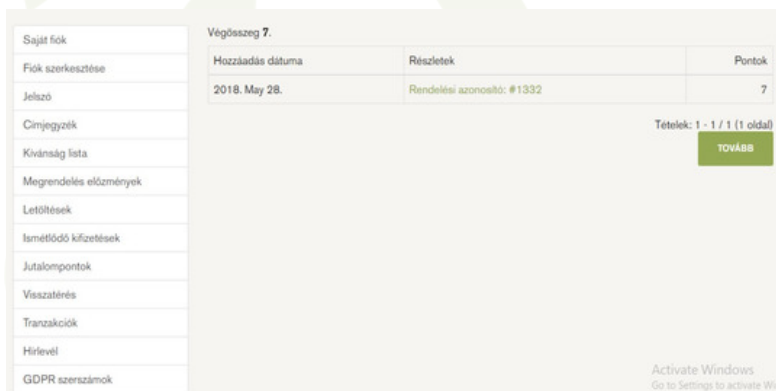 Saját fiók
Fiók szerkesztése
Jelszó
Címjegyzék
Kívánság lista
Megrendelés előzmények
Letöltések
Ismétlődő kifizetések
Jutalompontok
Visszatérés
Tranzakciók
Hírlevél
GDPR szerszámok
Végösszeg 7.
Hozzáadás dátuma Részletek Pontok
2018. May 28. Rendelési azonosító: #1332 7
Tételek: 1 - 1 / 1 (1 oldal)
TOVÁBB
Activate Windows
Go to Settings to activate